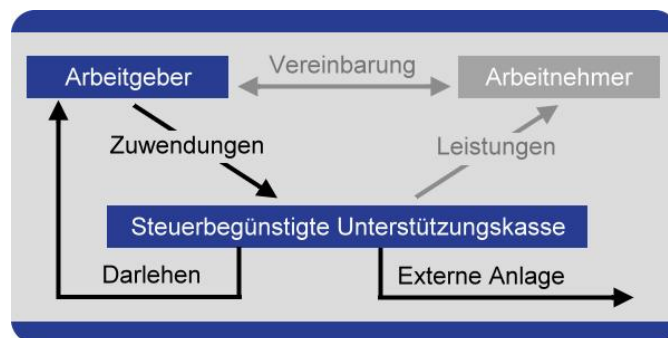 Arbeitgeber
Vereinbarung
Arbeitnehmer
Zuwendungen
Leistungen
Steuerbegünstigte Unterstützungskasse
Darlehen
Externe Anlage